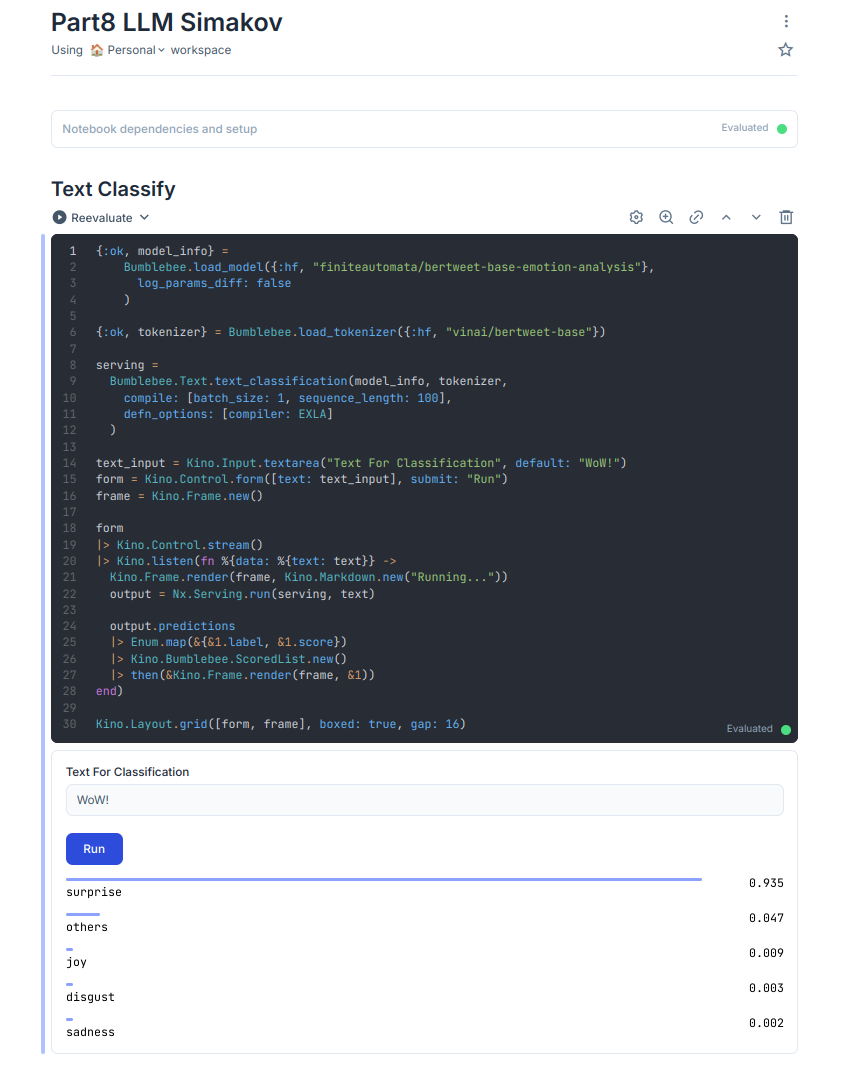 Part8 LLM Simakov
Using 🏠 Personal workspace
Notebook dependencies and setup
Evaluated
Text Classify
Reevaluate
1 {:ok, model_info} =
2     Bumblebee.load_model({:hf, "finiteautomata/bertweet-base-emotion-analysis"},
3       log_params_diff: false
4     )
5
6 {:ok, tokenizer} = Bumblebee.load_tokenizer({:hf, "vinai/bertweet-base"})
7
8 serving =
9   Bumblebee.Text.text_classification(model_info, tokenizer,
10     compile: [batch_size: 1, sequence_length: 100],
11     defn_options: [compiler: EXLA]
12   )
13
14 text_input = Kino.Input.textarea("Text For Classification", default: "WoW!")
15 form = Kino.Control.form([text: text_input], submit: "Run")
16 frame = Kino.Frame.new()
17
18 form
19 |> Kino.Control.stream()
20 |> Kino.listen(fn %{data: %{text: text}} ->
21   Kino.Frame.render(frame, Kino.Markdown.new("Running..."))
22   output = Nx.Serving.run(serving, text)
23
24   output.predictions
25   |> Enum.map(&{&1.label, &1.score})
26   |> Kino.Bumblebee.ScoredList.new()
27   |> then(&Kino.Frame.render(frame, &1))
28 end)
29
30 Kino.Layout.grid([form, frame], boxed: true, gap: 16)
Evaluated
Text For Classification
WoW!
Run
surprise 0.935
others 0.047
joy 0.009
disgust 0.003
sadness 0.002